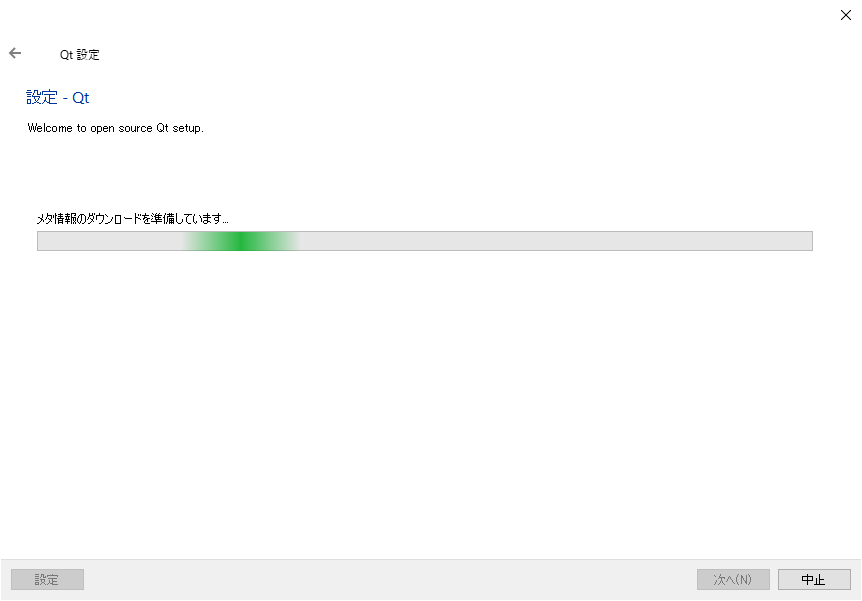 Qt 設定
設定 - Qt
Welcome to open source Qt setup.
メタ情報のダウンロードを準備しています...
設定
次へ(N)
中止